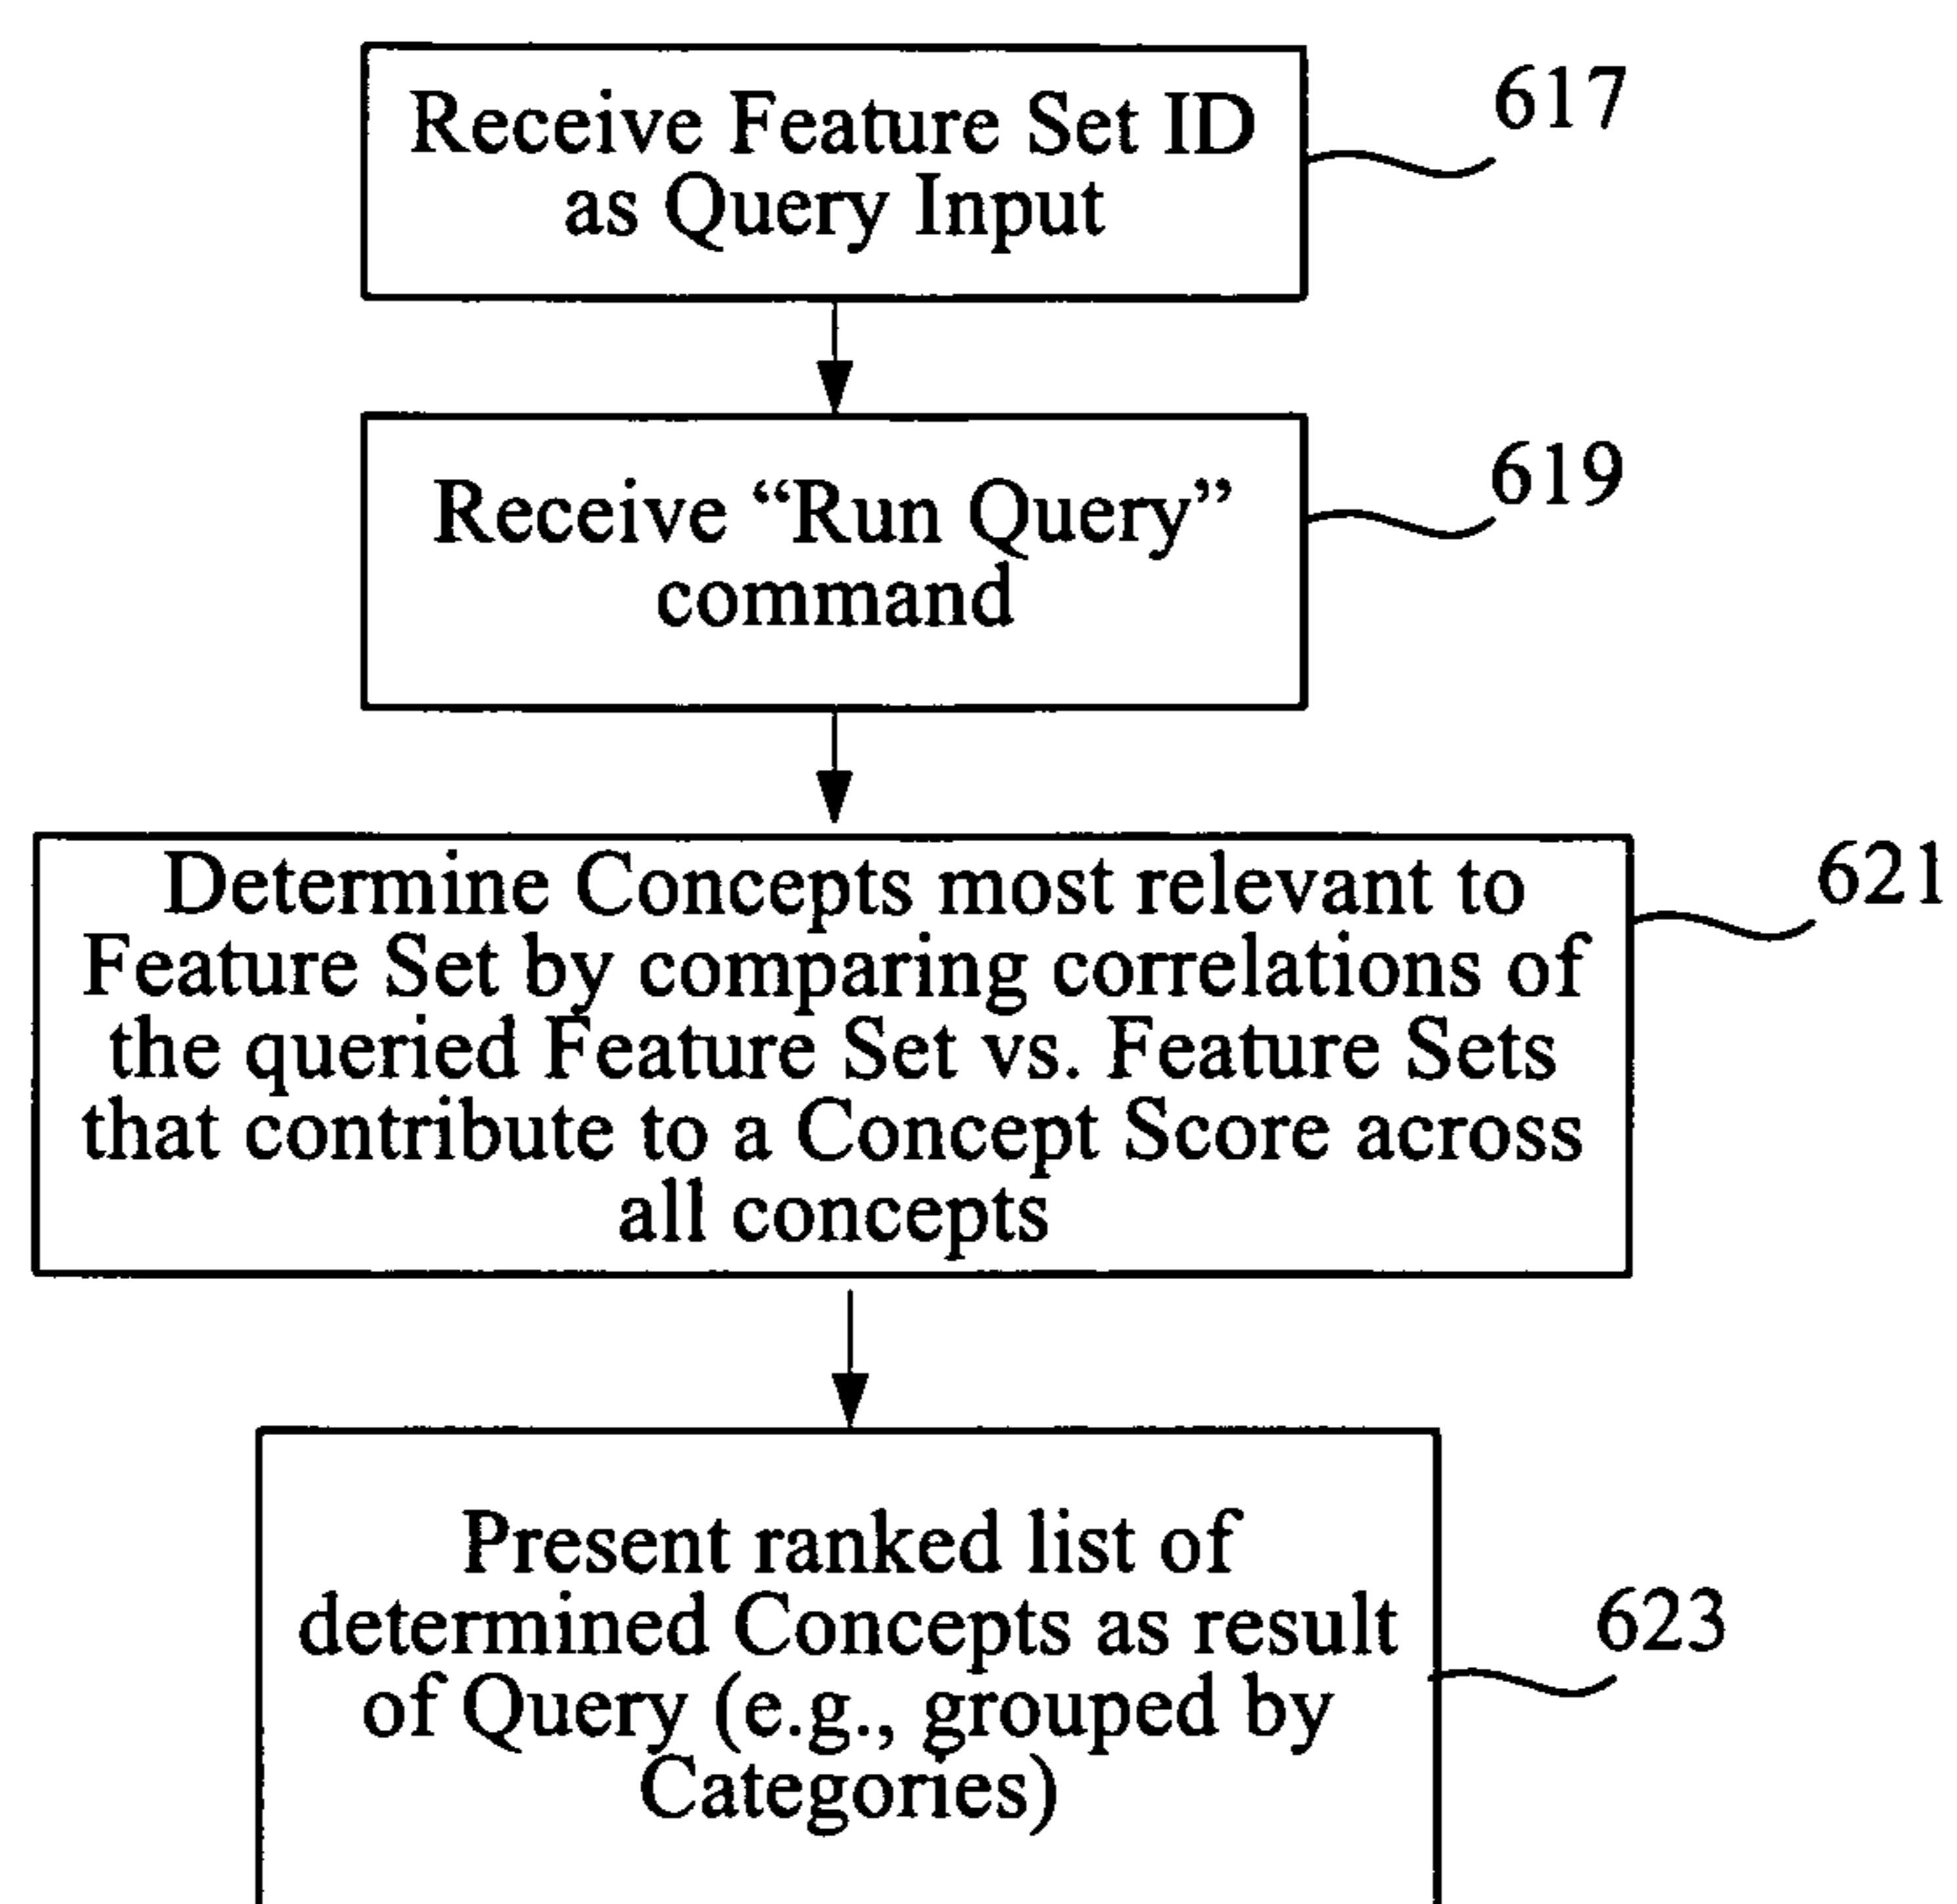 Receive Feature Set ID
as Query Input
617
Receive “Run Query”
command
619
Determine Concepts most relevant to
Feature Set by comparing correlations of
the queried Feature Set vs. Feature Sets
that contribute to a Concept Score across
all concepts
621
Present ranked list of
determined Concepts as result
of Query (e.g., grouped by
Categories)
623